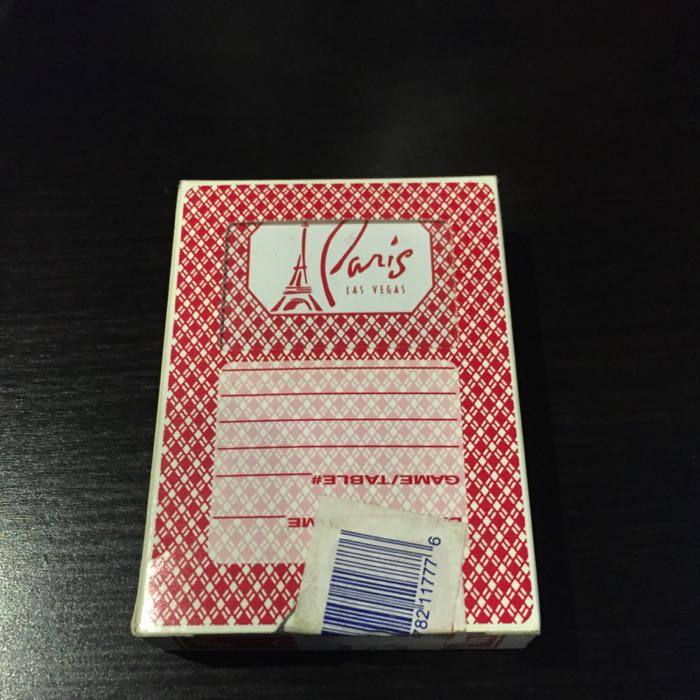 Paris
LAS VEGAS
GAME/TABLE#
782 11777 6